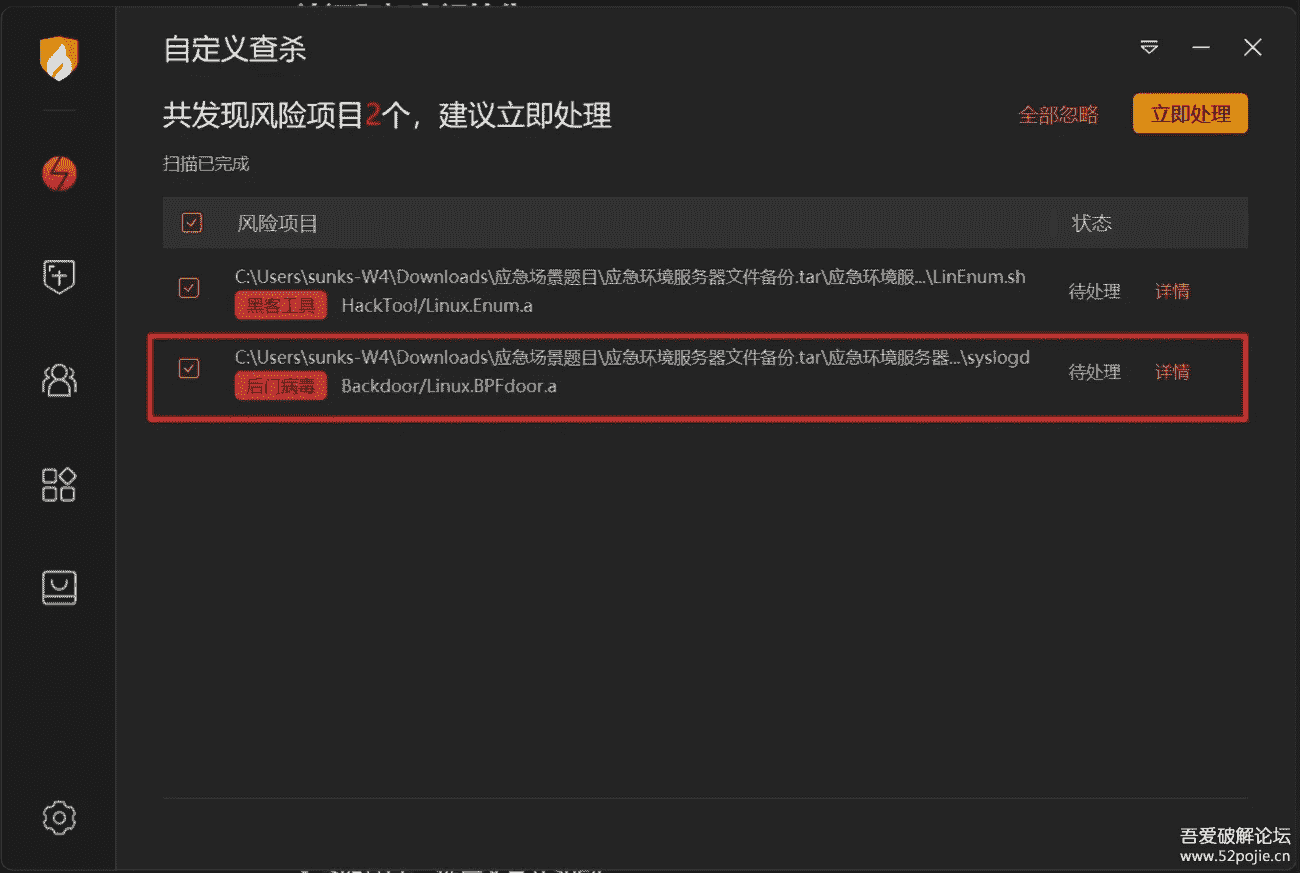 自定义查杀
共发现风险项目2个，建议立即处理
全部忽略
立即处理
扫描已完成
风险项目
状态
C:\Users\sunks-W4\Downloads\应急场景题目\应急环境服务器文件备份.tar\应急环境服...\LinEnum.sh
黑客工具 HackTool/Linux.Enum.a
待处理
详情
C:\Users\sunks-W4\Downloads\应急场景题目\应急环境服务器文件备份.tar\应急环境服务器...\syslogd
后门病毒 Backdoor/Linux.BPFdoor.a
待处理
详情
吾爱破解论坛
www.52pojie.cn